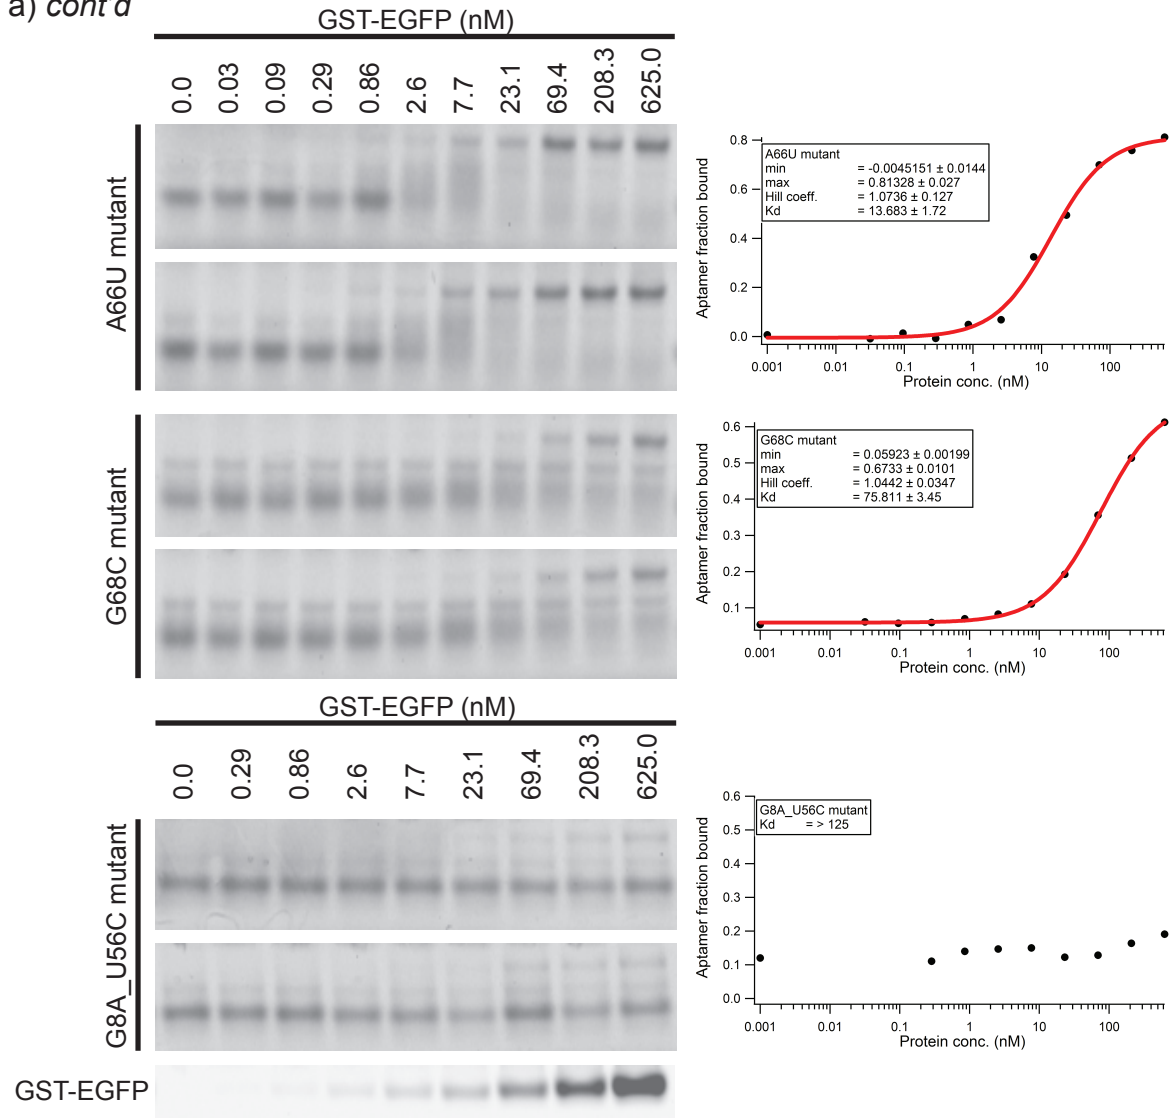 a) cont'd
GST-EGFP (nM)
0.0 0.03 0.09 0.29 0.86 2.6 7.7 23.1 69.4 208.3 625.0
A66U mutant
0.8
0.6
0.4
0.2
0.0
Aptamer fraction bound
A66U mutant
min = -0.0045151 ± 0.0144
max = 0.81328 ± 0.027
Hill coeff. = 1.0736 ± 0.127
Kd = 13.683 ± 1.72
0.001 0.01 0.1 1 10 100
Protein conc. (nM)
G68C mutant
0.6
0.5
0.4
0.3
0.2
0.1
Aptamer fraction bound
G68C mutant
min = 0.05923 ± 0.00199
max = 0.6733 ± 0.0101
Hill coeff. = 1.0442 ± 0.0347
Kd = 75.811 ± 3.45
0.001 0.01 0.1 1 10 100
Protein conc. (nM)
GST-EGFP (nM)
0.0 0.29 0.86 2.6 7.7 23.1 69.4 208.3 625.0
G8A_U56C mutant
0.6
0.5
0.4
0.3
0.2
0.1
0.0
Aptamer fraction bound
G8A_U56C mutant
Kd = > 125
0.001 0.01 0.1 1 10 100
Protein conc. (nM)
GST-EGFP